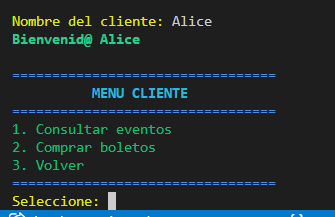 Nombre del cliente: Alice
Bienvenid@ Alice
=================================
MENU CLIENTE
=================================
1. Consultar eventos
2. Comprar boletos
3. Volver
=================================
Seleccione: